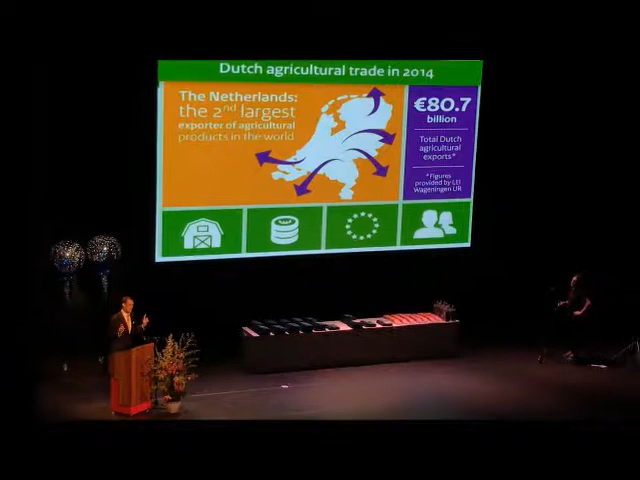 Dutch agricultural trade in 2014
The Netherlands:
the 2nd largest
exporter of agricultural
products in the world
€80.7
billion
Total Dutch
agricultural
exports*
*Figures
provided by LEI
Wageningen UR